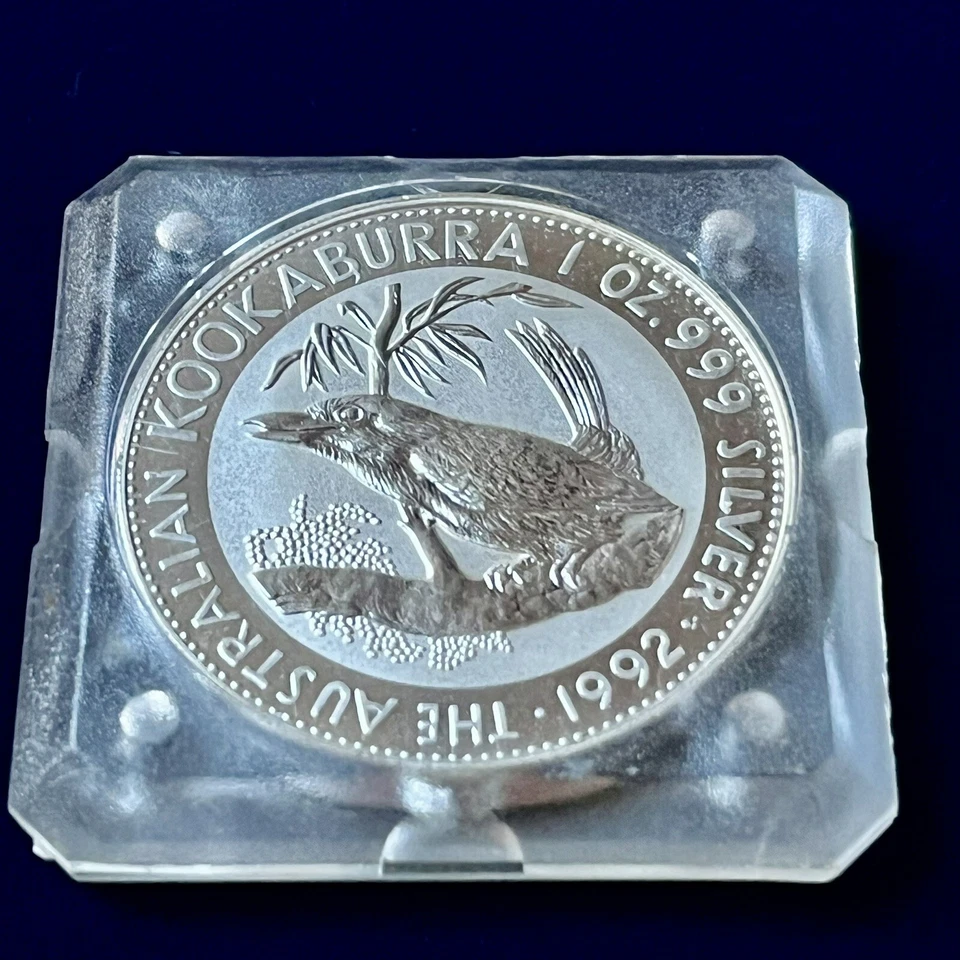 THE AUSTRALIAN KOOKABURRA 1 OZ. 999 SILVER · 1992 ·